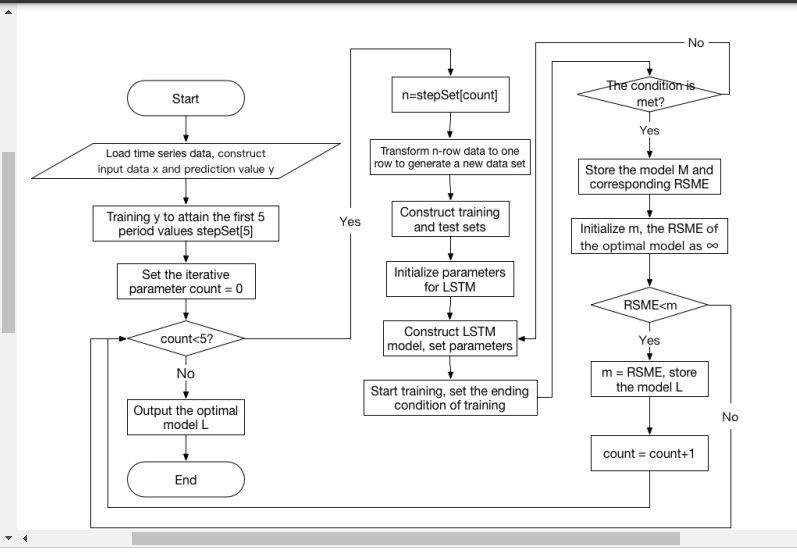 Start
Load time series data, construct
input data x and prediction value y
Training y to attain the first 5
period values stepSet[5]
Set the iterative
parameter count = 0
count<5?
No
Output the optimal
model L
End
Yes
n=stepSet[count]
Transform n-row data to one
row to generate a new data set
Construct training
and test sets
Initialize parameters
for LSTM
Construct LSTM
model, set parameters
Start training, set the ending
condition of training
No
The condition is
met?
Yes
Store the model M and
corresponding RSME
Initialize m, the RSME of
the optimal model as ∞
RSME<m
Yes
m = RSME, store
the model L
No
count = count+1